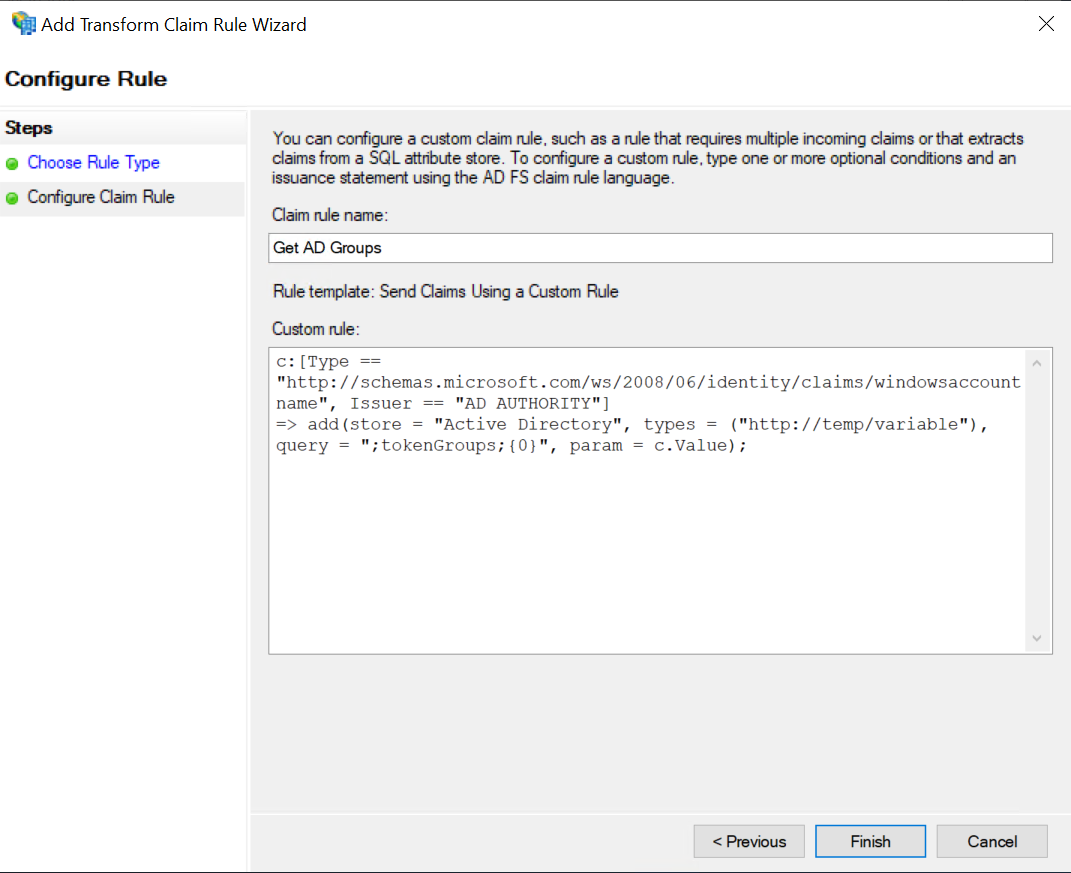 Add Transform Claim Rule Wizard
Configure Rule
Steps
Choose Rule Type
Configure Claim Rule
You can configure a custom claim rule, such as a rule that requires multiple incoming claims or that extracts
claims from a SQL attribute store. To configure a custom rule, type one or more optional conditions and an
issuance statement using the AD FS claim rule language.
Claim rule name:
Get AD Groups
Rule template: Send Claims Using a Custom Rule
Custom rule:
c:[Type ==
"http://schemas.microsoft.com/ws/2008/06/identity/claims/windowsaccount
name", Issuer == "AD AUTHORITY"]
=> add(store = "Active Directory", types = ("http://temp/variable"),
query = ";tokenGroups;{0}", param = c.Value);
< Previous
Finish
Cancel